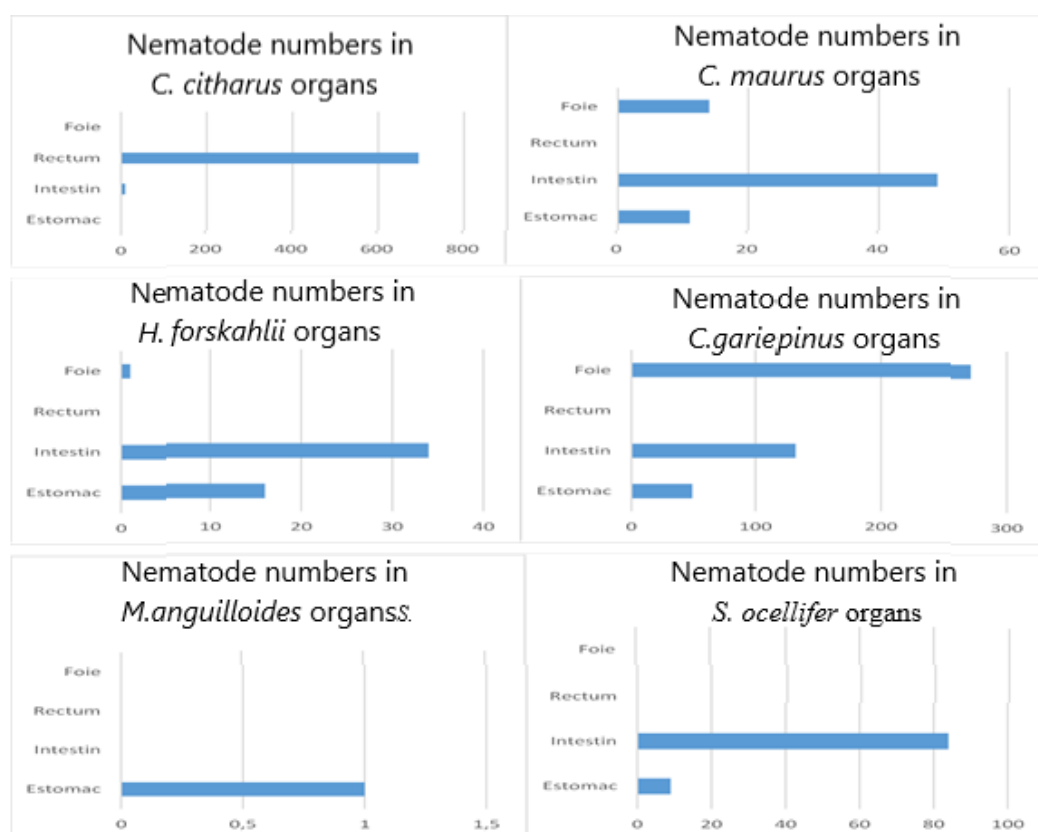 Nematode numbers in
C. citharus organs
Foie
Rectum
Intestin
Estomac
0 200 400 600 800
Nematode numbers in
C. maurus organs
Foie
Rectum
Intestin
Estomac
0 20 40 60
Nematode numbers in
H. forskahlii organs
Foie
Rectum
Intestin
Estomac
0 10 20 30 40
Nematode numbers in
C.gariepinus organs
Foie
Rectum
Intestin
Estomac
0 100 200 300
Nematode numbers in
M.anguilloides organss.
Foie
Rectum
Intestin
Estomac
0 0,5 1 1,5
Nematode numbers in
S. ocellifer organs
Foie
Rectum
Intestin
Estomac
0 20 40 60 80 100